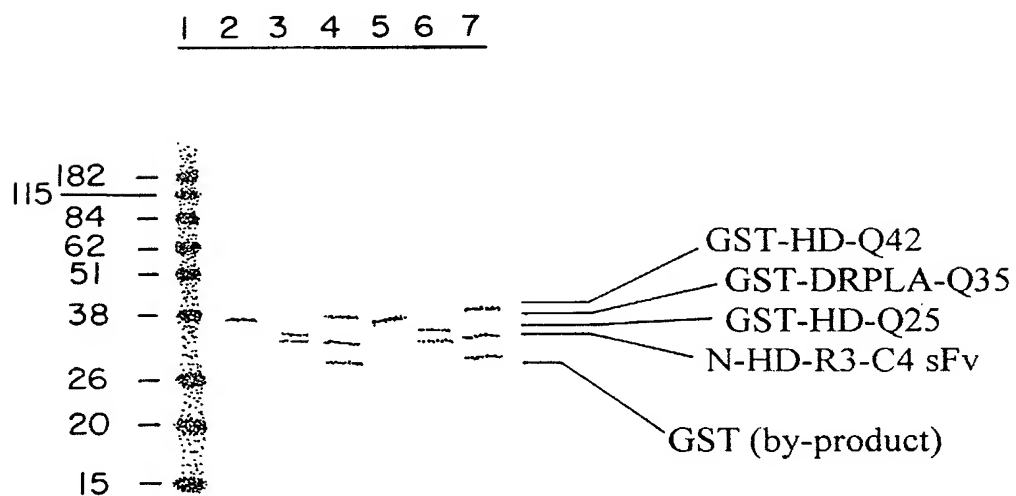 1 2 3 4 5 6 7
182
115
84
62
51
38
26
20
15
GST-HD-Q42
GST-DRPLA-Q35
GST-HD-Q25
N-HD-R3-C4 sFv
GST (by-product)